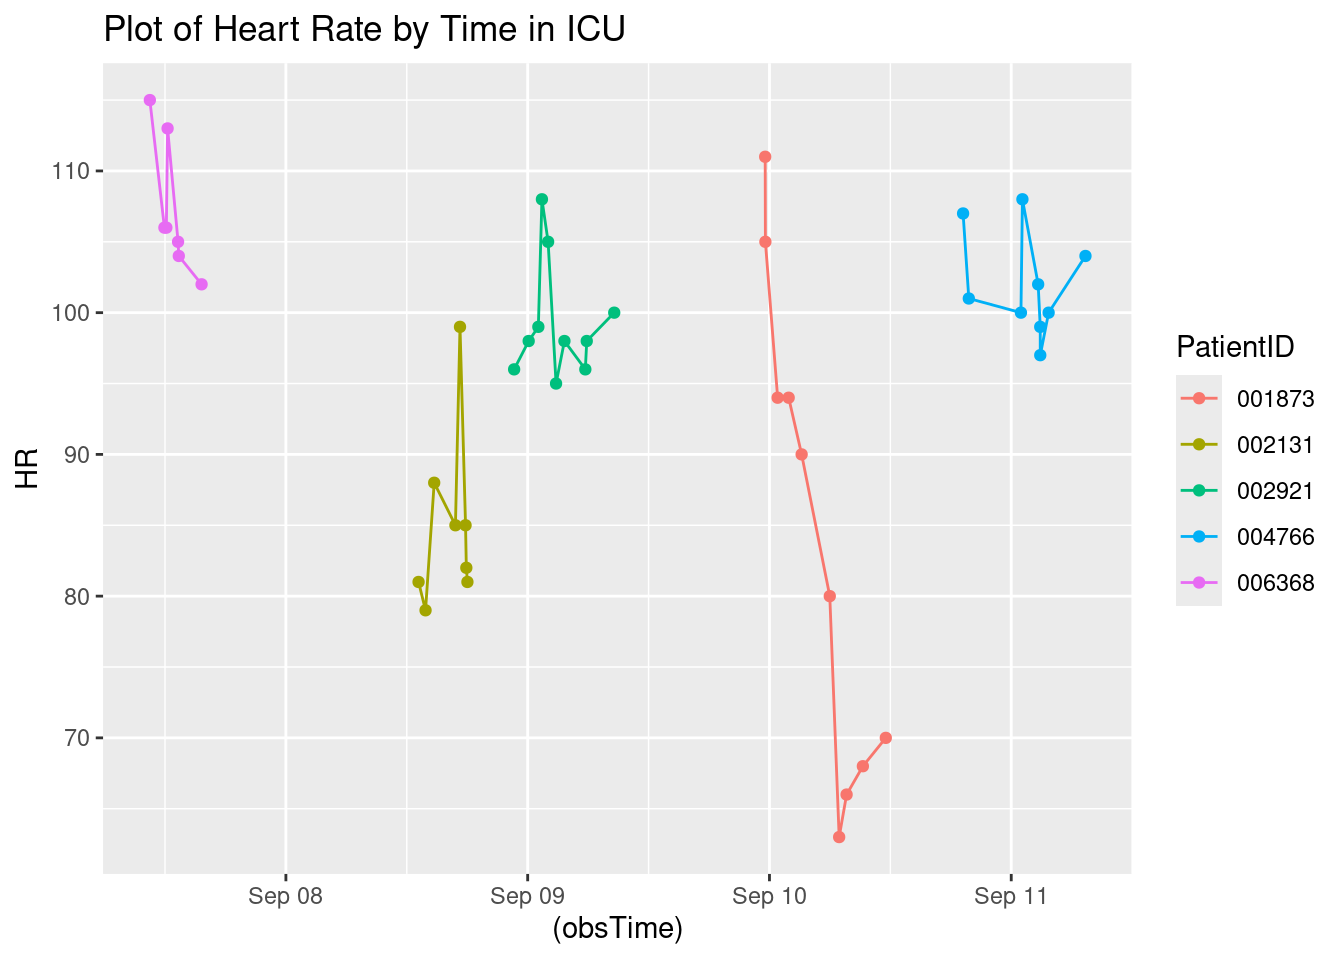 Plot of Heart Rate by Time in ICU
110
100
90
80
70
HR
Sep 08
Sep 09
Sep 10
Sep 11
(obsTime)
PatientID
001873
002131
002921
004766
006368